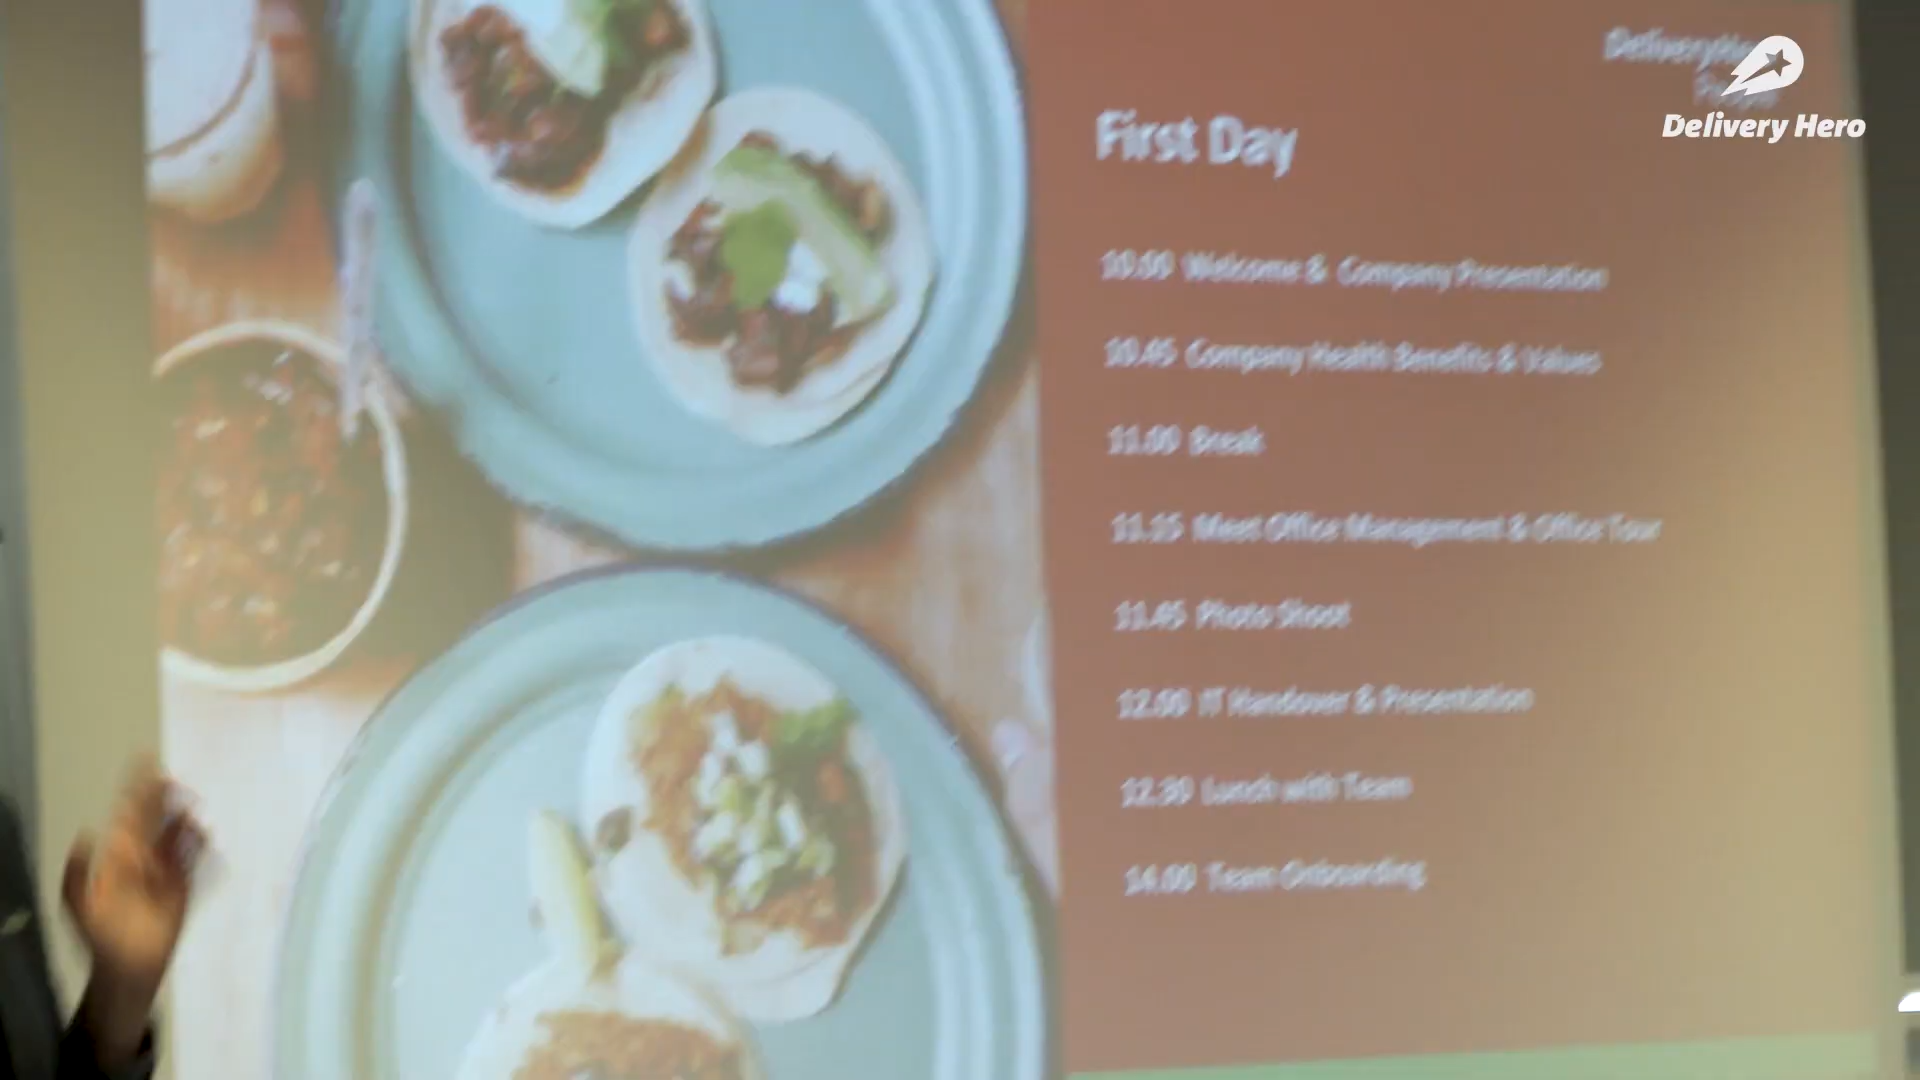 Delivery Hero
First Day
10.00 Welcome & Company Presentation
10.45 Company Health Benefits & Values
11.00 Break
11.15 Meet Office Management & Office Tour
11.45 Photo Shoot
12.00 IT Handover & Presentation
12.30 Lunch with Team
14.00 Team Onboarding